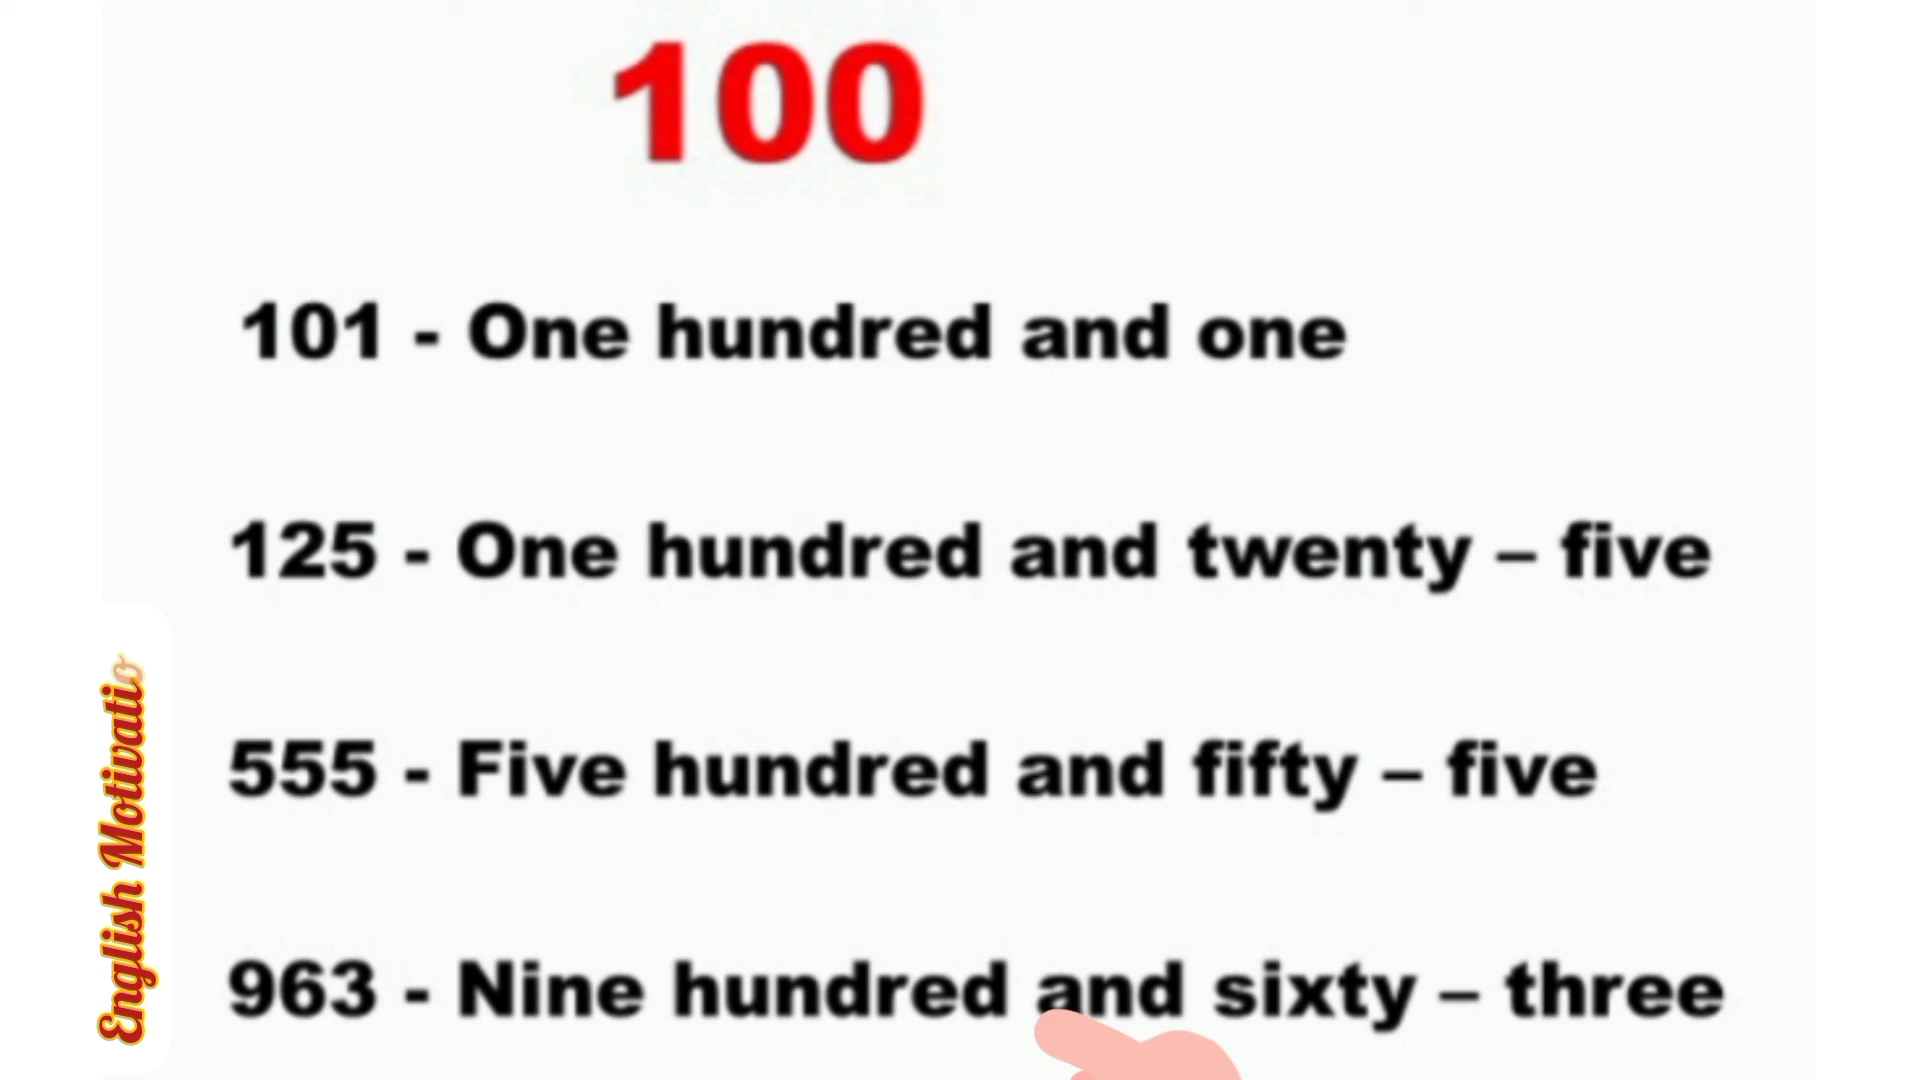 100
101 - One hundred and one
125 - One hundred and twenty – five
555 - Five hundred and fifty – five
963 - Nine hundred and sixty – three
English Motivatio